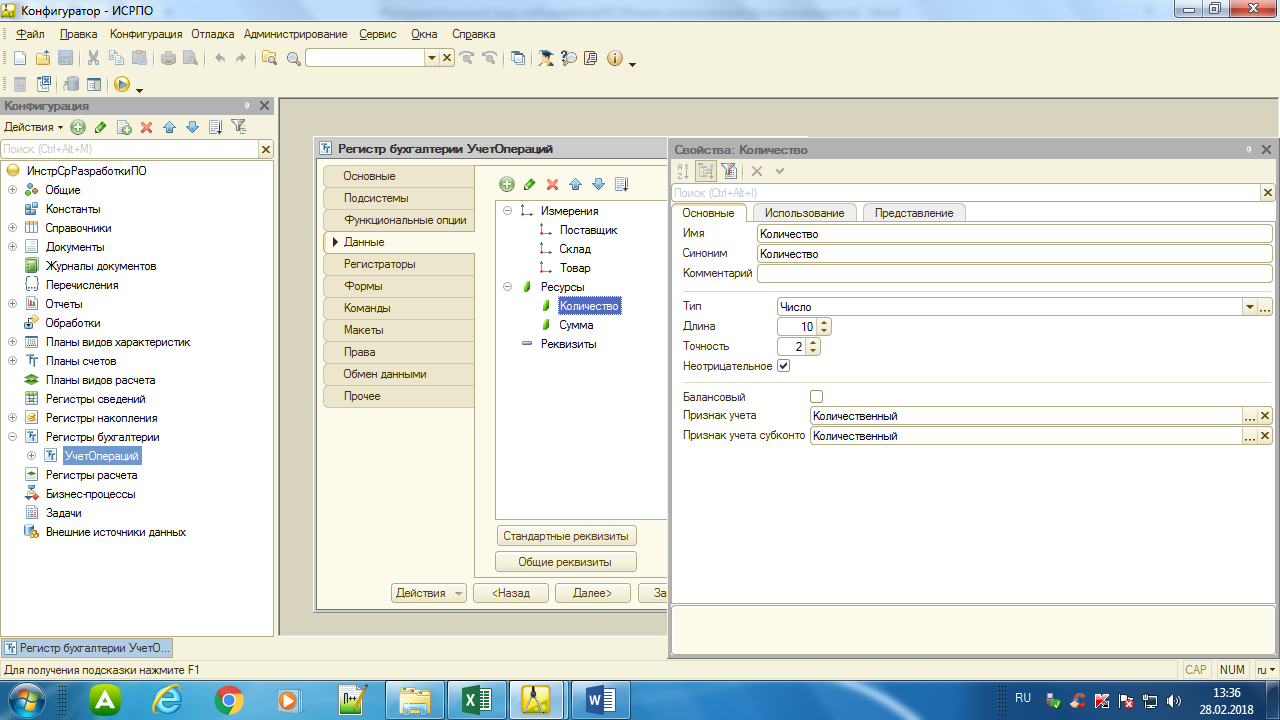 Конфигуратор - ИСРПО
Файл Правка Конфигурация Отладка Администрирование Сервис Окна Справка
Конфигурация
Действия
Поиск (Ctrl+Alt+M)
ИнстрСрРазработкиПО
Общие
Константы
Справочники
Документы
Журналы документов
Перечисления
Отчеты
Обработки
Планы видов характеристик
Планы счетов
Планы видов расчета
Регистры сведений
Регистры накопления
Регистры бухгалтерии
УчетОпераций
Регистры расчета
Бизнес-процессы
Задачи
Внешние источники данных
Регистр бухгалтерии УчетОпераций
Основные
Подсистемы
Функциональные опции
Данные
Регистраторы
Формы
Команды
Макеты
Права
Обмен данными
Прочее
Измерения
Поставщик
Склад
Товар
Ресурсы
Количество
Сумма
Реквизиты
Стандартные реквизиты
Общие реквизиты
Действия <Назад Далее> За
Свойства: Количество
Поиск (Ctrl+Alt+I)
Основные Использование Представление
Имя Количество
Синоним Количество
Комментарий
Тип Число
Длина 10
Точность 2
Неотрицательное
Балансовый
Признак учета Количественный
Признак учета субконто Количественный
Регистр бухгалтерии УчетО...
Для получения подсказки нажмите F1
CAP NUM ru
RU
13:36
28.02.2018